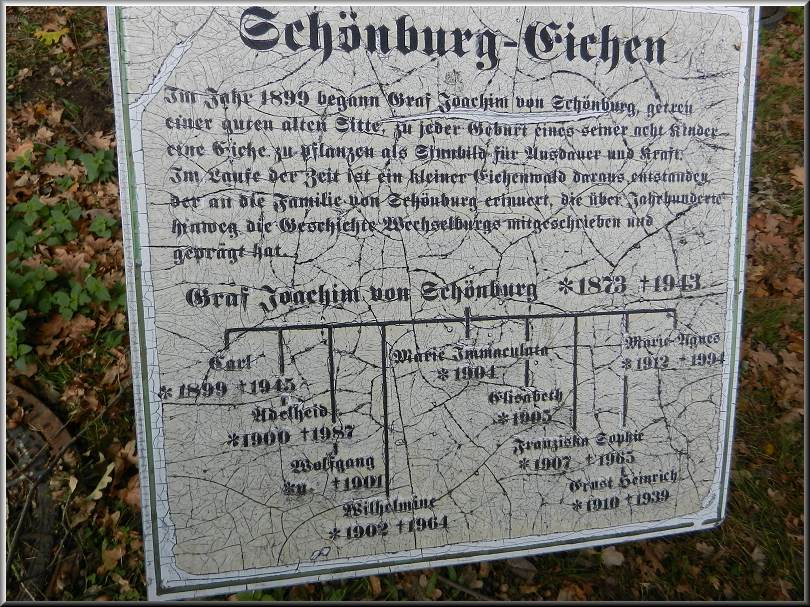 Schönburg-Eichen
Im Jahr 1899 begann Graf Joachim von Schönburg, getreu
einer guten alten Sitte, zu jeder Geburt eines seiner acht Kinder
eine Eiche zu pflanzen als Sinnbild für Ausdauer und Kraft.
Im Laufe der Zeit ist ein kleiner Eichenwald daraus entstanden
der an die Familie von Schönburg erinnert, die über Jahrhunderte
hinweg die Geschichte Wechselburgs mitgeschrieben und
geprägt hat.
Graf Joachim von Schönburg *1873 †1943
Carl
*1899 †1945
Adelheid
*1900 †1987
Wolfgang
*u. †1901
Wilhelmine
*1902 †1964
Marie Immaculata
*1904
Elisabeth
*1905
Franziska Sophie
*1907 †1965
Ernst Heinrich
*1910 †1939
Marie Agnes
*1912 †1994